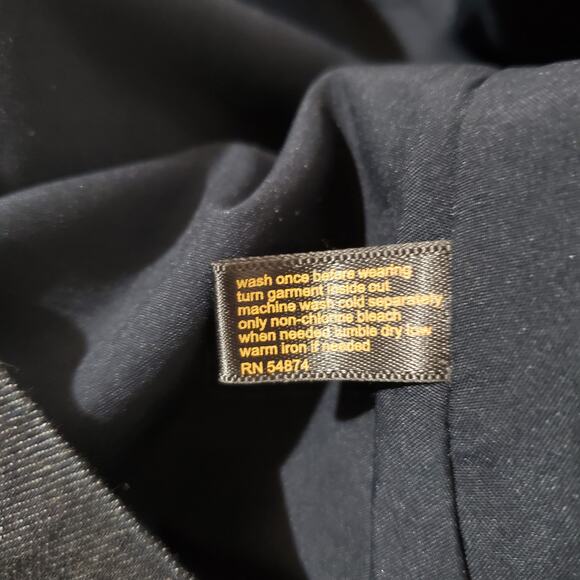 wash once before wearing
turn garment inside out
machine wash cold separately
only non-chlorine bleach
when needed tumble dry low
warm iron if needed
RN 54874